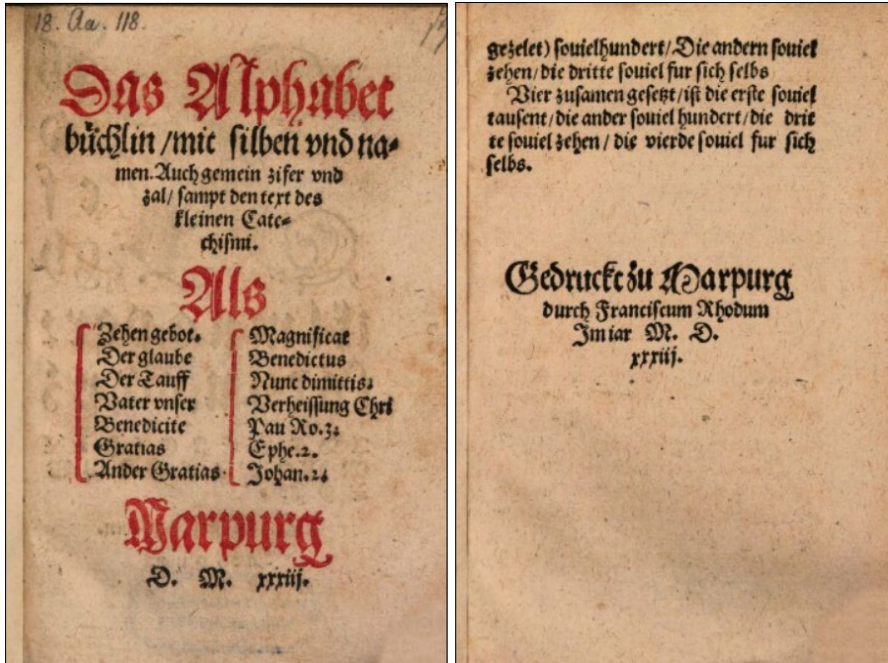 18. Aa. 118.
Das Alphabet
büchlin / mit silben vnd na=
men. Auch gemein zifer vnd
zal / sampt den text des
kleinen Cate=
chismi.
Als
Zehen gebot.
Der glaube
Der Tauff
Vater vnser
Benedicite
Gratias
Ander Gratias
Magnificat
Benedictus
Nunc dimittis.
Verheissung Chri
Pau Ro. 3.
Ephe. 2.
Johan. 2.
Marpurg
D. M. xxxiij.
gezelet) souielhundert / Die andern souiel
zehen / die dritte souiel fur sich selbs
Vier zusamen gesetzt / ist die erste souiel
tausent / die ander souiel hundert / die drit
te souiel zehen / die vierde souiel fur sich
selbs.
Gedruckt zu Marpurg
durch Franciscum Rhodum
Im iar M. D.
xxxiij.